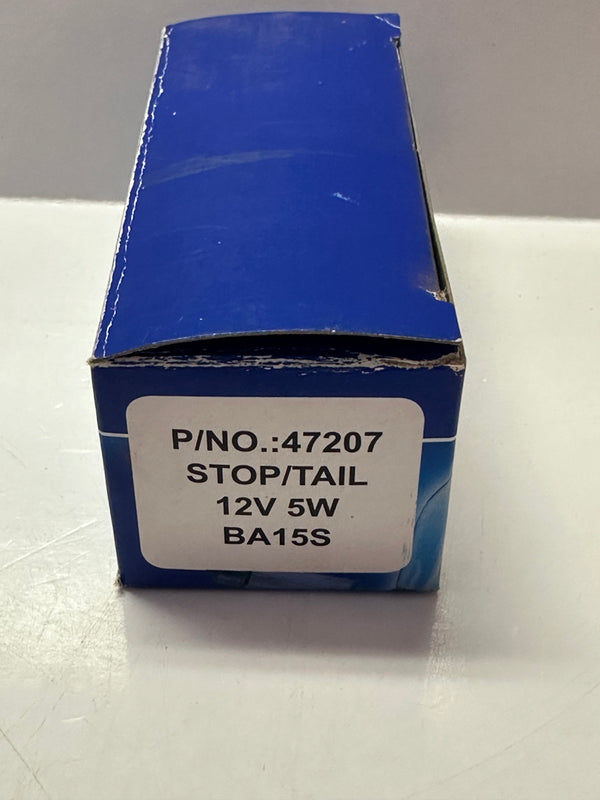 P/NO.:47207
STOP/TAIL
12V 5W
BA15S